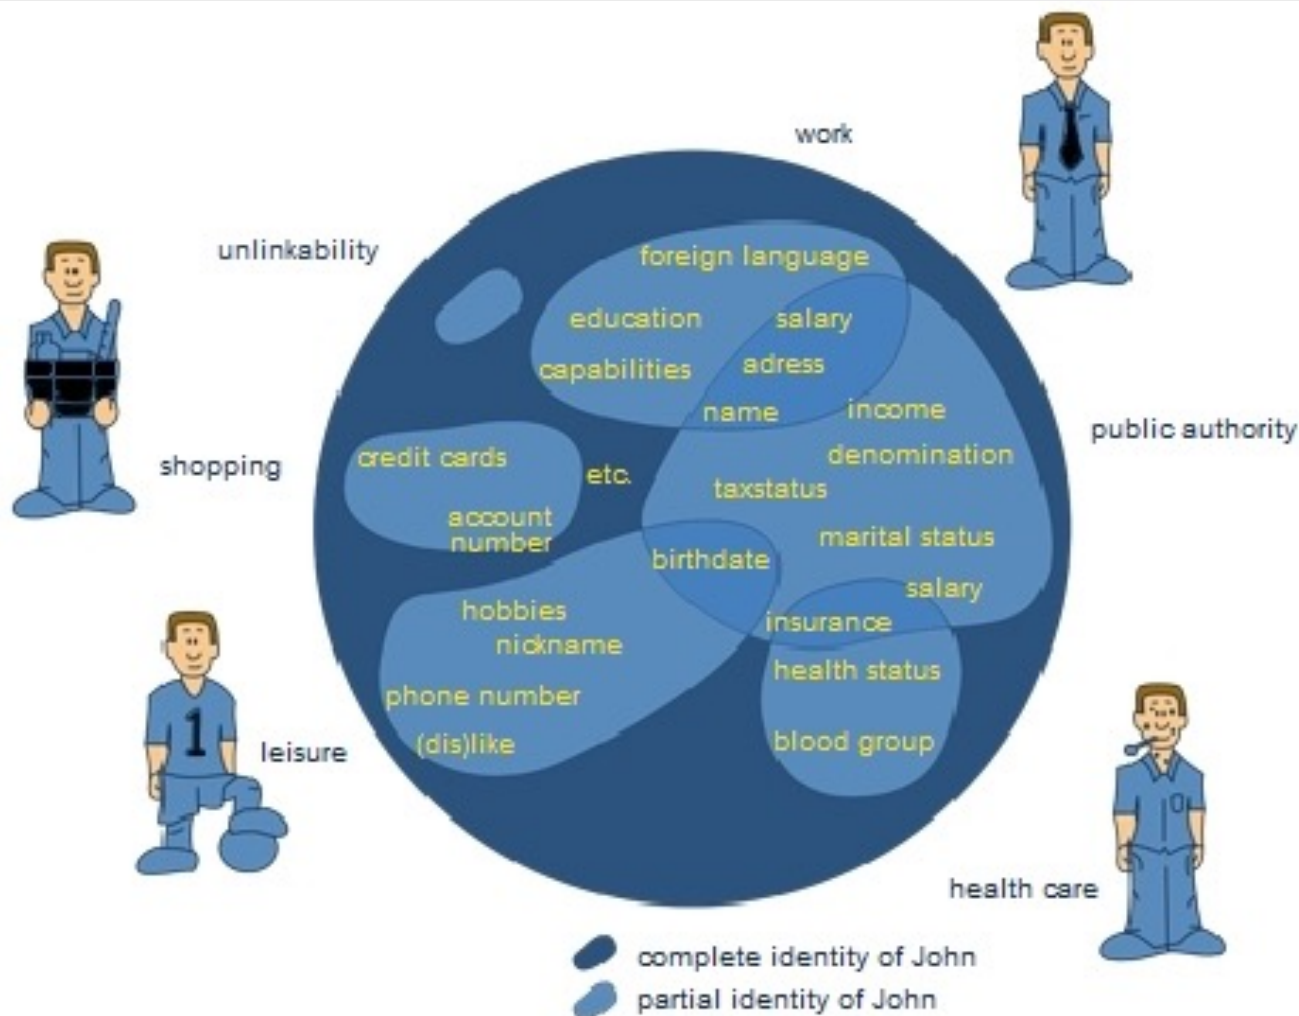 work
unlinkability
foreign language
education
salary
capabilities
adress
name
income
public authority
credit cards
denomination
shopping
etc.
taxstatus
account
number
marital status
birthdate
salary
hobbies
insurance
nickname
health status
phone number
1
(dis)like
blood group
leisure
health care
complete identity of John
partial identity of John